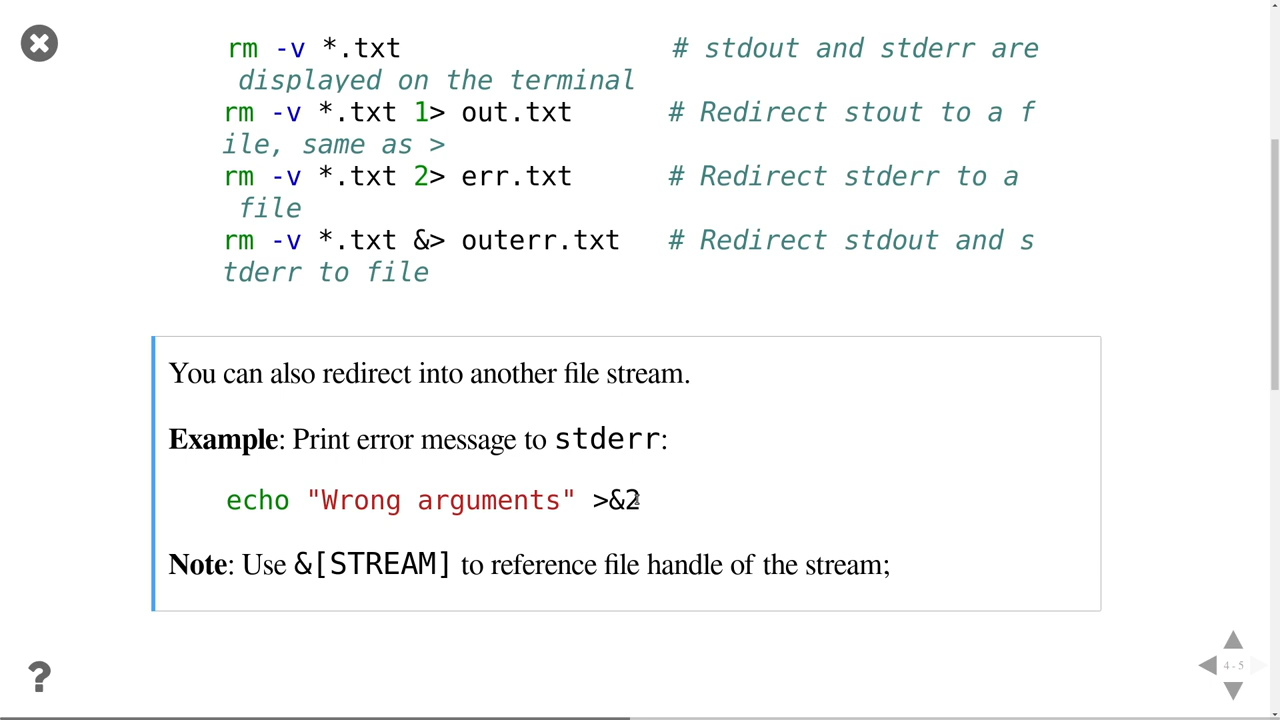 rm -v *.txt # stdout and stderr are
displayed on the terminal
rm -v *.txt 1> out.txt # Redirect stout to a f
ile, same as >
rm -v *.txt 2> err.txt # Redirect stderr to a
file
rm -v *.txt &> outerr.txt # Redirect stdout and s
tderr to file
You can also redirect into another file stream.
Example: Print error message to stderr:
echo "Wrong arguments" >&2
Note: Use &[STREAM] to reference file handle of the stream;
?
4 - 5